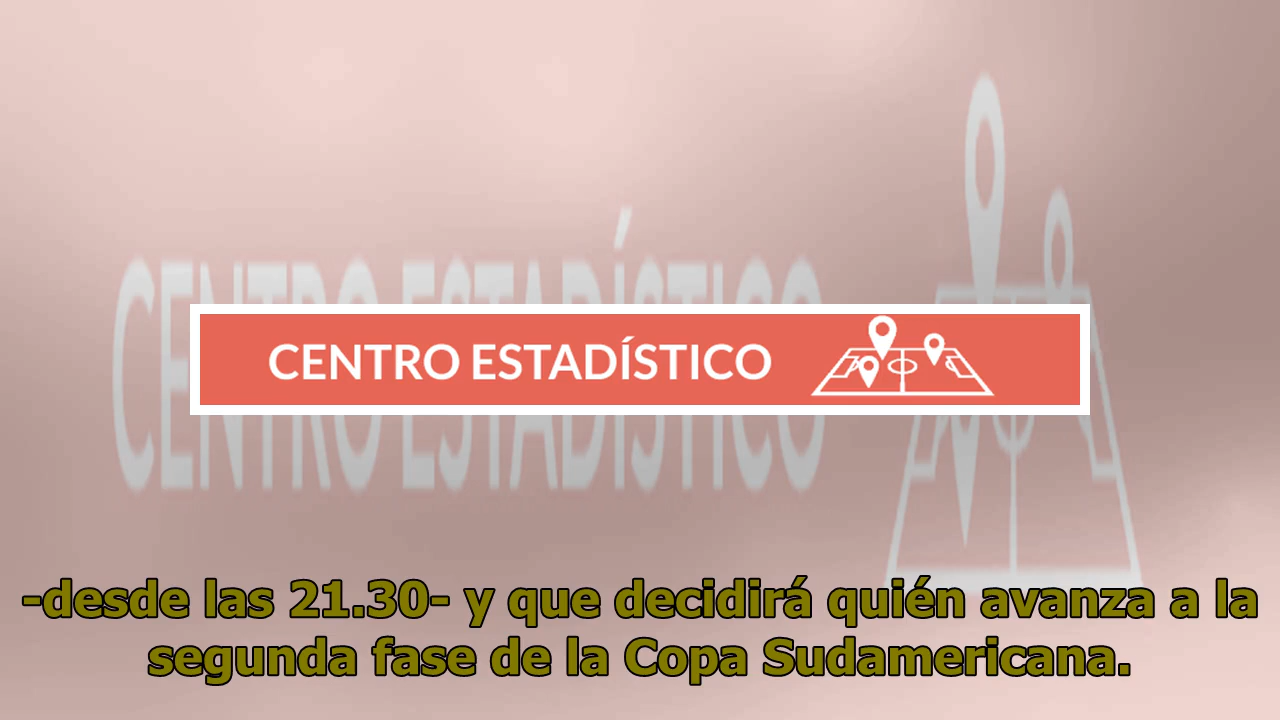 CENTRO ESTADÍSTICO
CENTRO ESTADÍSTICO
-desde las 21.30- y que decidirá quién avanza a la
segunda fase de la Copa Sudamericana.